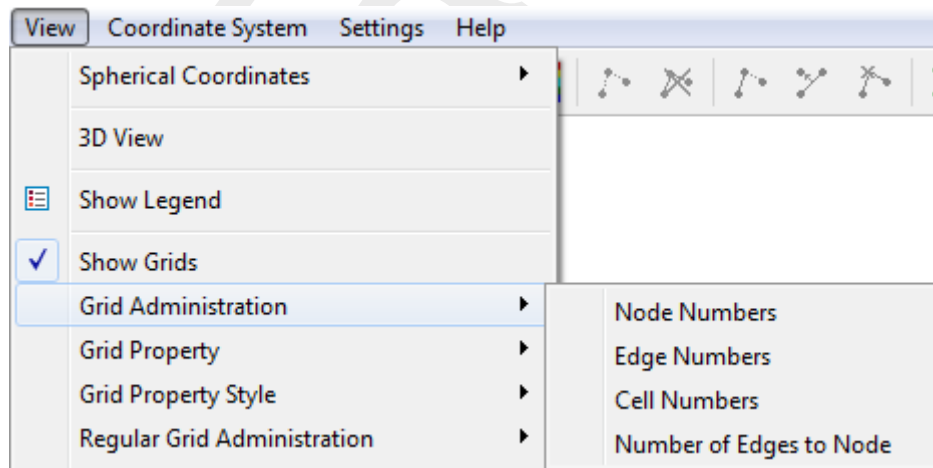 View Coordinate System Settings Help
Spherical Coordinates
3D View
Show Legend
Show Grids
Grid Administration
Grid Property
Grid Property Style
Regular Grid Administration
Node Numbers
Edge Numbers
Cell Numbers
Number of Edges to Node